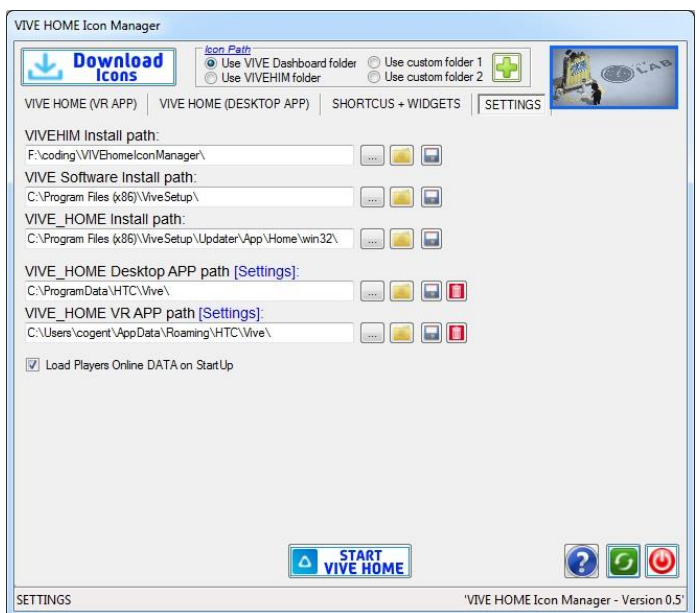 VIVE HOME Icon Manager
Download
Icons
Icon Path
Use VIVE Dashboard folder
Use custom folder 1
Use VIVEHIM folder
Use custom folder 2
LAB
VIVE HOME (VR APP)
VIVE HOME (DESKTOP APP)
SHORTCUS + WIDGETS
SETTINGS
VIVEHIM Install path:
F:\coding\VIVEhomeIconManager\
...
VIVE Software Install path:
C:\Program Files (x86)\ViveSetup\
...
VIVE_HOME Install path:
C:\Program Files (x86)\ViveSetup\Updater\App\Home\win32\
...
VIVE_HOME Desktop APP path [Settings]:
C:\ProgramData\HTC\Vive\
...
VIVE_HOME VR APP path [Settings]:
C:\Users\cogent\AppData\Roaming\HTC\Vive\
...
Load Players Online DATA on StartUp
START
VIVE HOME
?
SETTINGS
'VIVE HOME Icon Manager - Version 0.5'